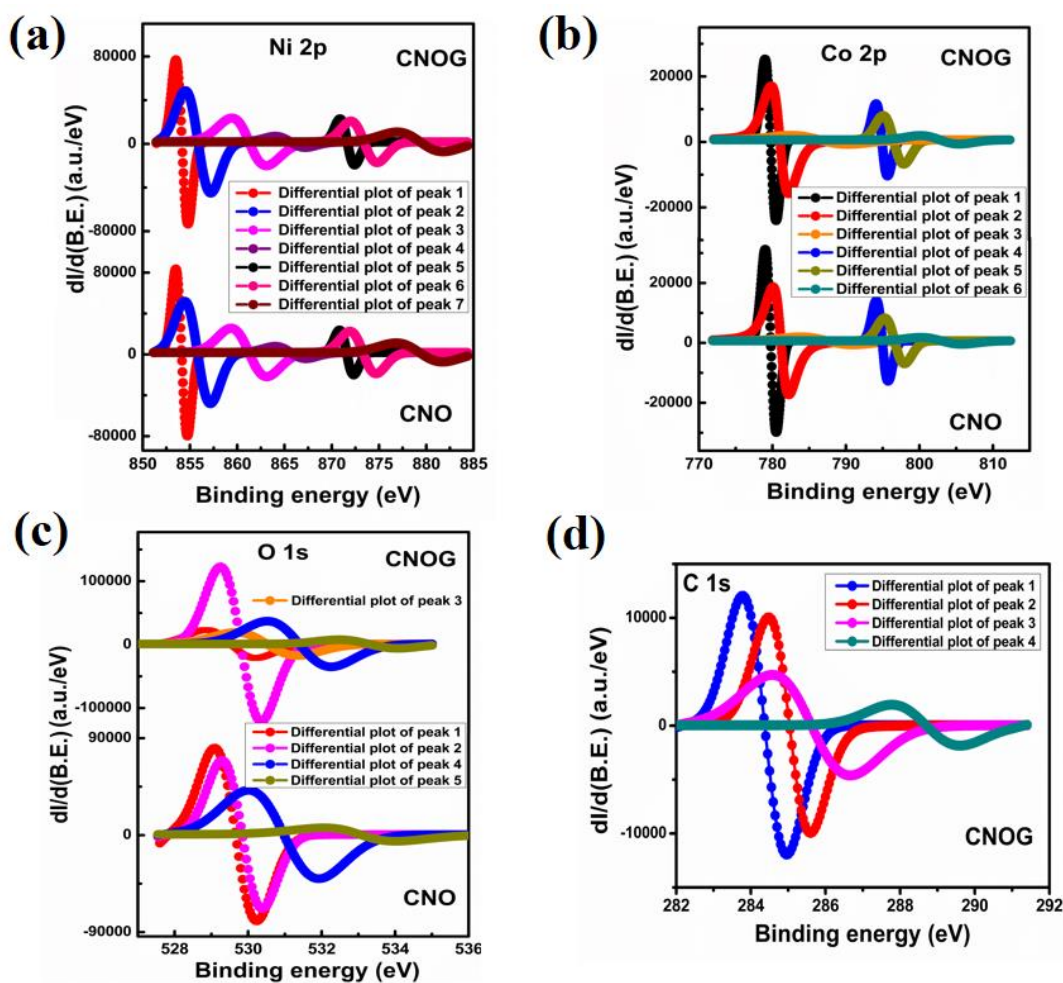 (a)
Ni 2p
CNOG
80000
0
-80000
80000
0
-80000
dI/d(B.E.) (a.u./eV)
Differential plot of peak 1
Differential plot of peak 2
Differential plot of peak 3
Differential plot of peak 4
Differential plot of peak 5
Differential plot of peak 6
Differential plot of peak 7
CNO
850 855 860 865 870 875 880 885
Binding energy (eV)
(b)
Co 2p
CNOG
20000
0
-20000
20000
0
-20000
dI/d(B.E.) (a.u./eV)
Differential plot of peak 1
Differential plot of peak 2
Differential plot of peak 3
Differential plot of peak 4
Differential plot of peak 5
Differential plot of peak 6
CNO
770 780 790 800 810
Binding energy (eV)
(c)
O 1s
CNOG
100000
0
-100000
90000
0
-90000
dI/d(B.E.) (a.u./eV)
Differential plot of peak 3
Differential plot of peak 1
Differential plot of peak 2
Differential plot of peak 4
Differential plot of peak 5
CNO
528 530 532 534 536
Binding energy (eV)
(d)
C 1s
10000
0
-10000
dI/d(B.E.) (a.u./eV)
Differential plot of peak 1
Differential plot of peak 2
Differential plot of peak 3
Differential plot of peak 4
CNOG
282 284 286 288 290 292
Binding energy (eV)